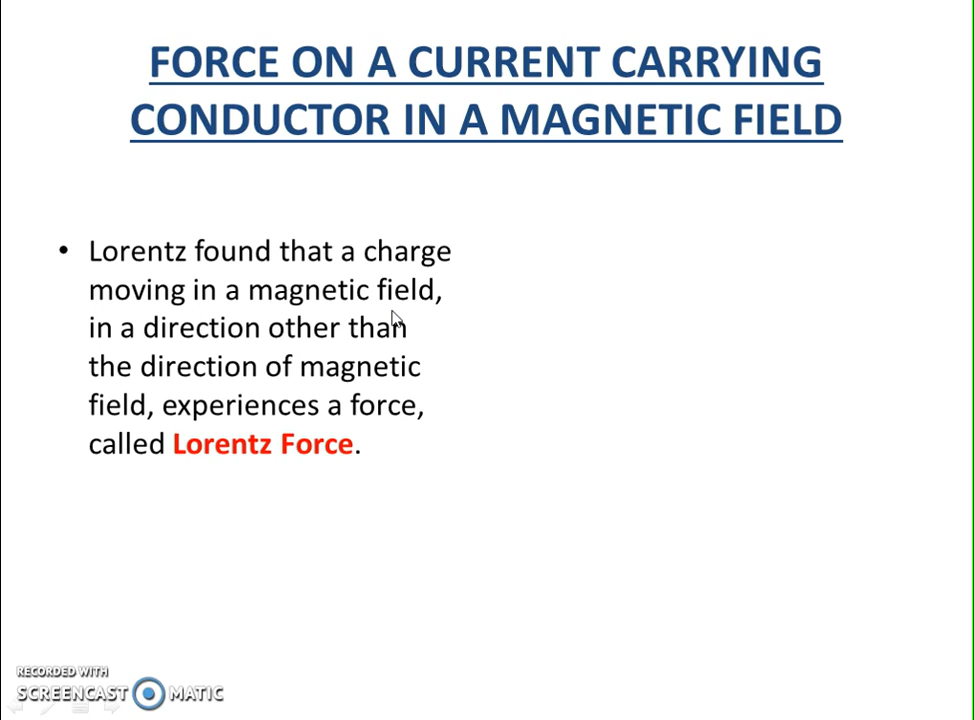 FORCE ON A CURRENT CARRYING
CONDUCTOR IN A MAGNETIC FIELD
• Lorentz found that a charge
moving in a magnetic field,
in a direction other than
the direction of magnetic
field, experiences a force,
called Lorentz Force.
RECORDED WITH
SCREENCAST MATIC